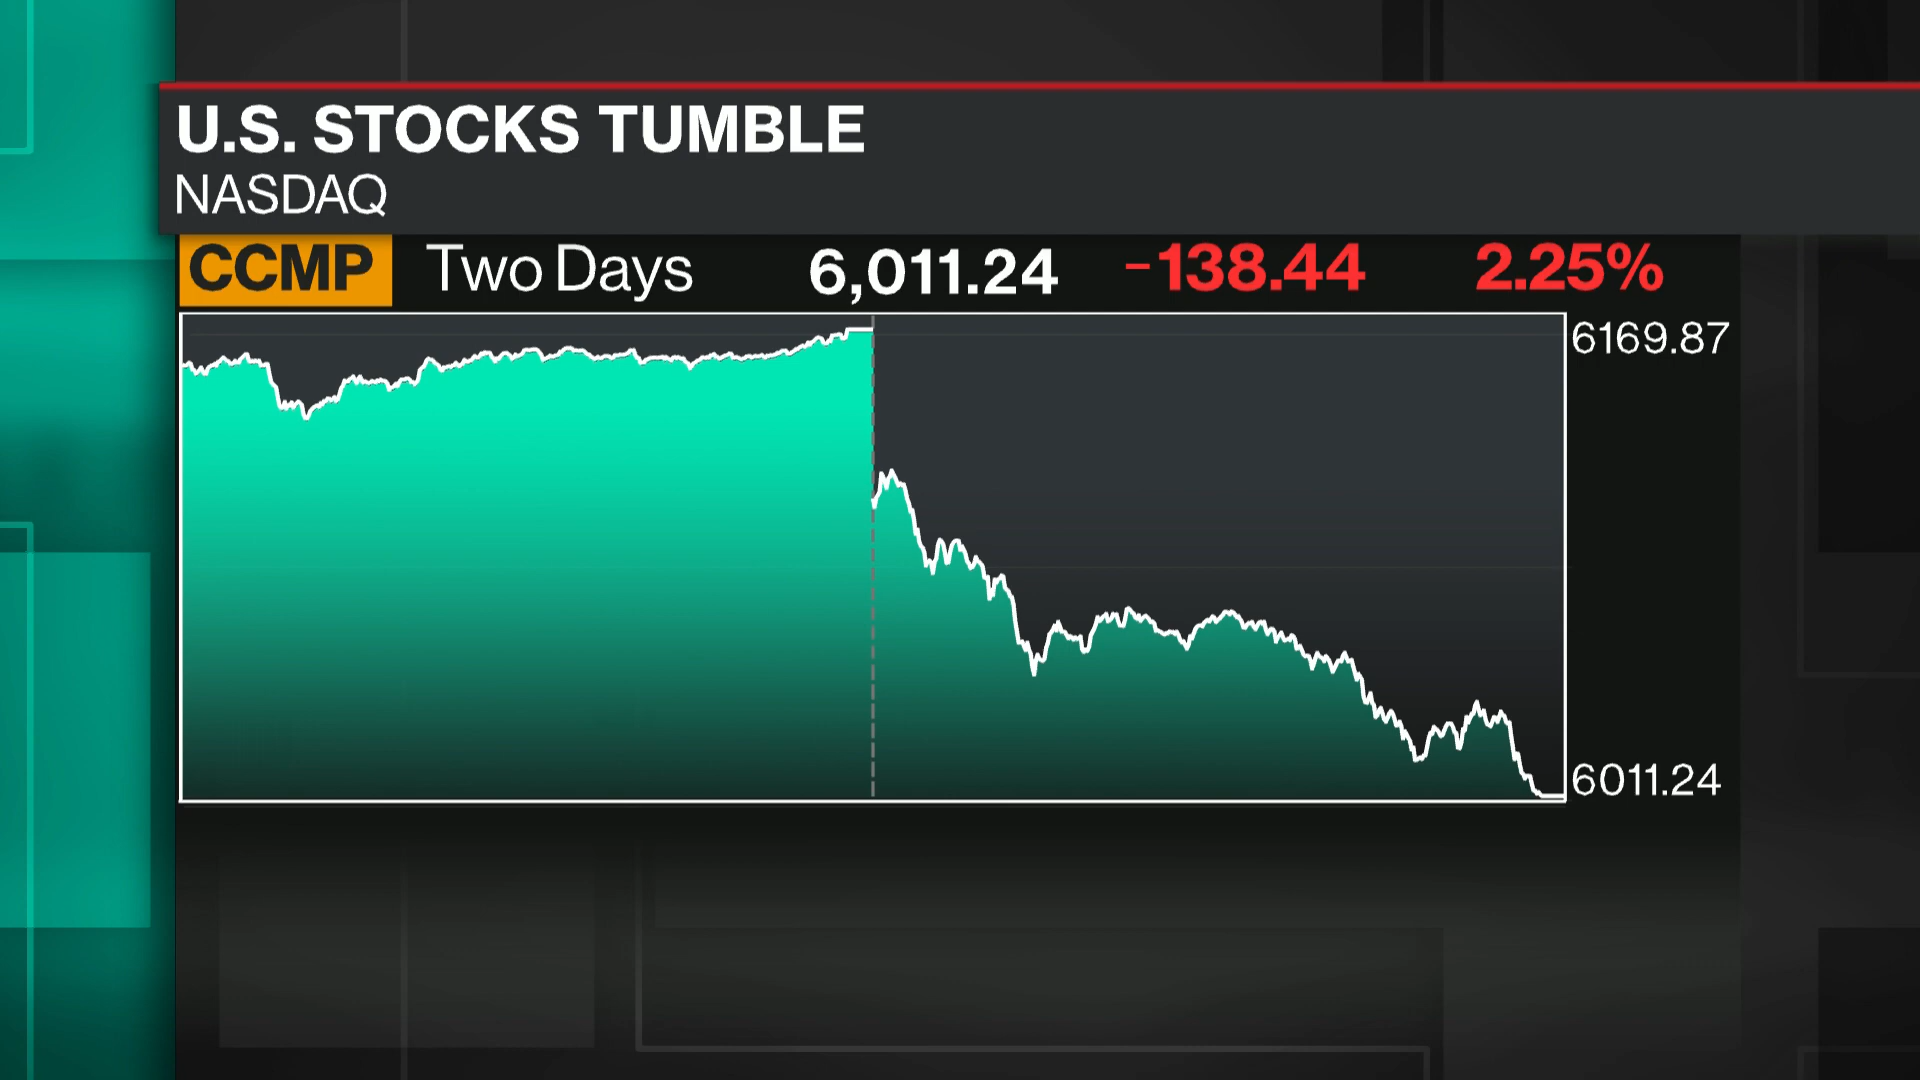 U.S. STOCKS TUMBLE
NASDAQ
CCMP Two Days 6,011.24 -138.44 2.25%
6169.87
6011.24